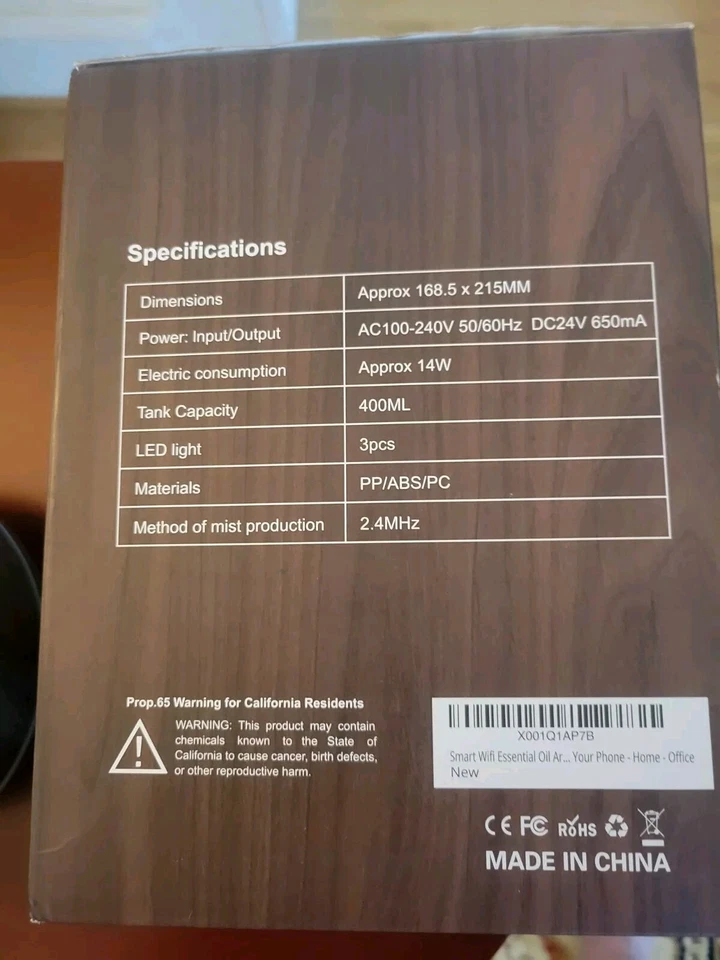 Specifications
Dimensions Approx 168.5 x 215MM
Power: Input/Output AC100-240V 50/60Hz DC24V 650mA
Electric consumption Approx 14W
Tank Capacity 400ML
LED light 3pcs
Materials PP/ABS/PC
Method of mist production 2.4MHz
Prop.65 Warning for California Residents
WARNING: This product may contain
chemicals known to the State of
California to cause cancer, birth defects,
or other reproductive harm.
X001Q1AP7B
Smart Wifi Essential Oil Ar... Your Phone - Home - Office
New
CE FC RoHS
MADE IN CHINA